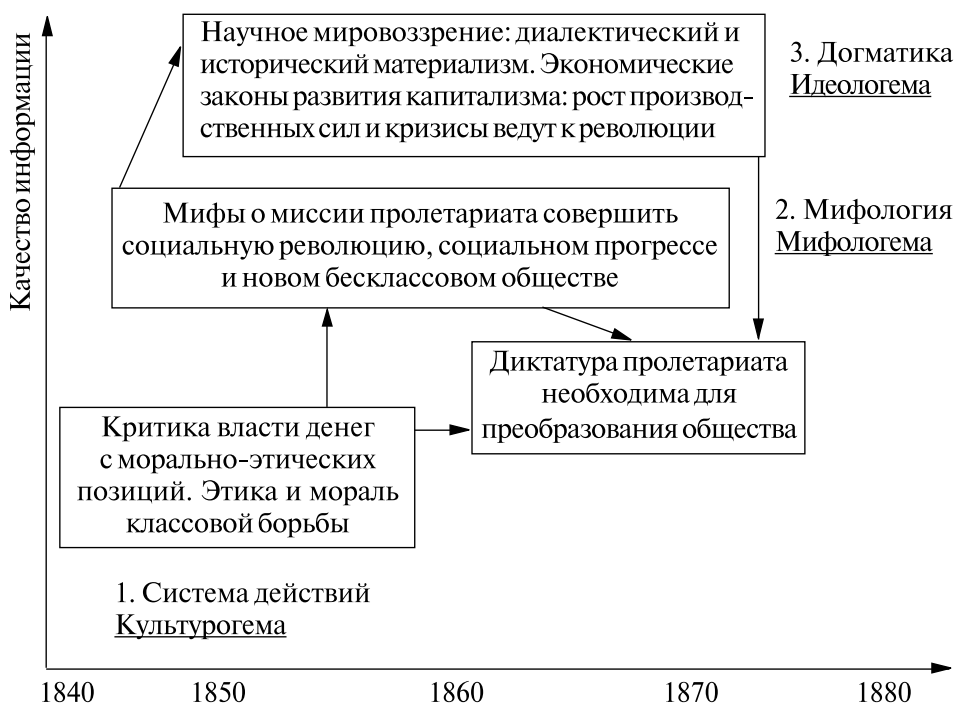 Качество информации
Научное мировоззрение: диалектический и
исторический материализм. Экономические
законы развития капитализма: рост производ-
ственных сил и кризисы ведут к революции
3. Догматика
Идеологема
Мифы о миссии пролетариата совершить
социальную революцию, социальном прогрессе
и новом бесклассовом обществе
2. Мифология
Мифологема
Диктатура пролетариата
необходима для
преобразования общества
Критика власти денег
с морально-этических
позиций. Этика и мораль
классовой борьбы
1. Система действий
Культурогема
1840 1850 1860 1870 1880